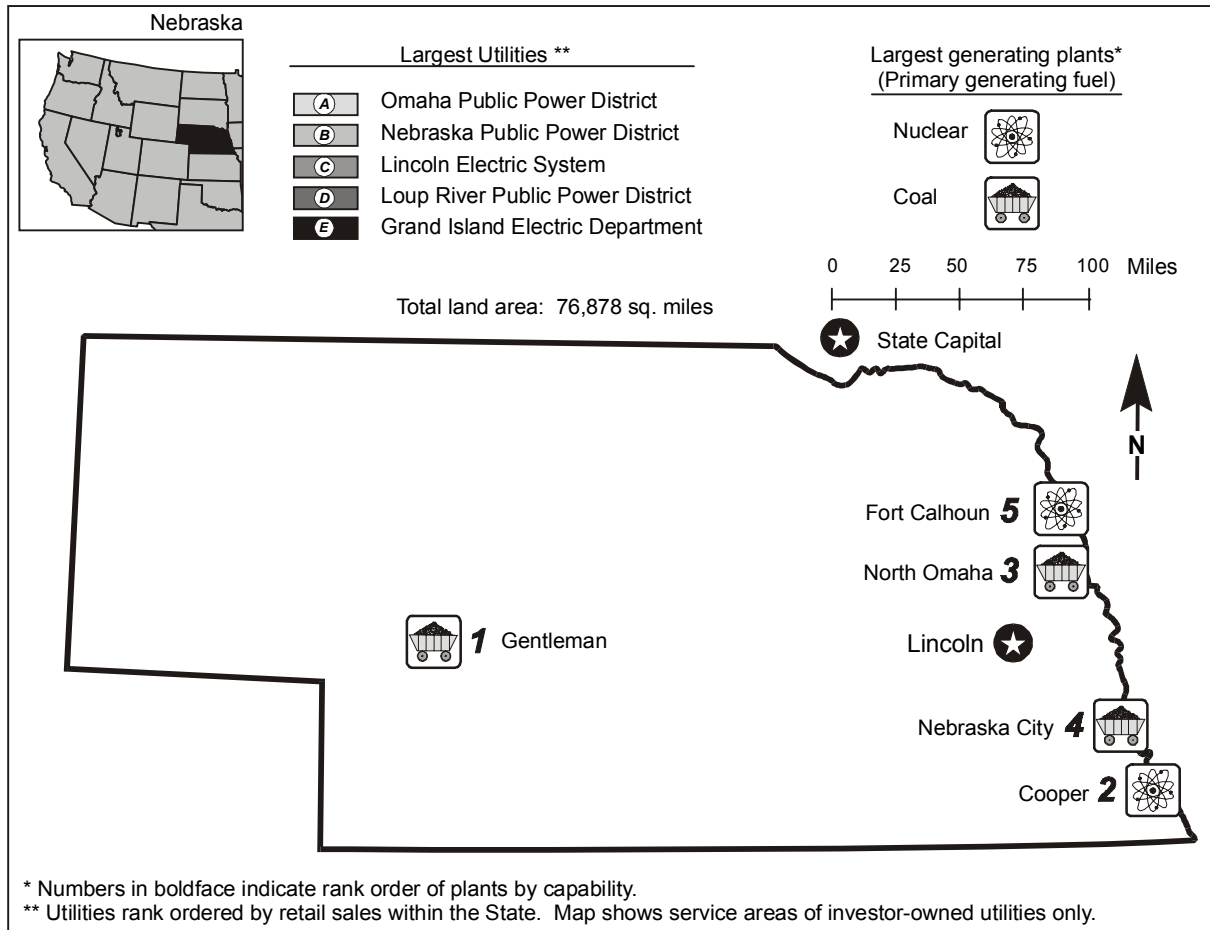 Nebraska
Largest Utilities **
A Omaha Public Power District
B Nebraska Public Power District
C Lincoln Electric System
D Loup River Public Power District
E Grand Island Electric Department
Largest generating plants*
(Primary generating fuel)
Nuclear
Coal
0 25 50 75 100 Miles
Total land area: 76,878 sq. miles
State Capital
N
Fort Calhoun 5
North Omaha 3
1 Gentleman
Lincoln
Nebraska City 4
Cooper 2
* Numbers in boldface indicate rank order of plants by capability.
** Utilities rank ordered by retail sales within the State. Map shows service areas of investor-owned utilities only.